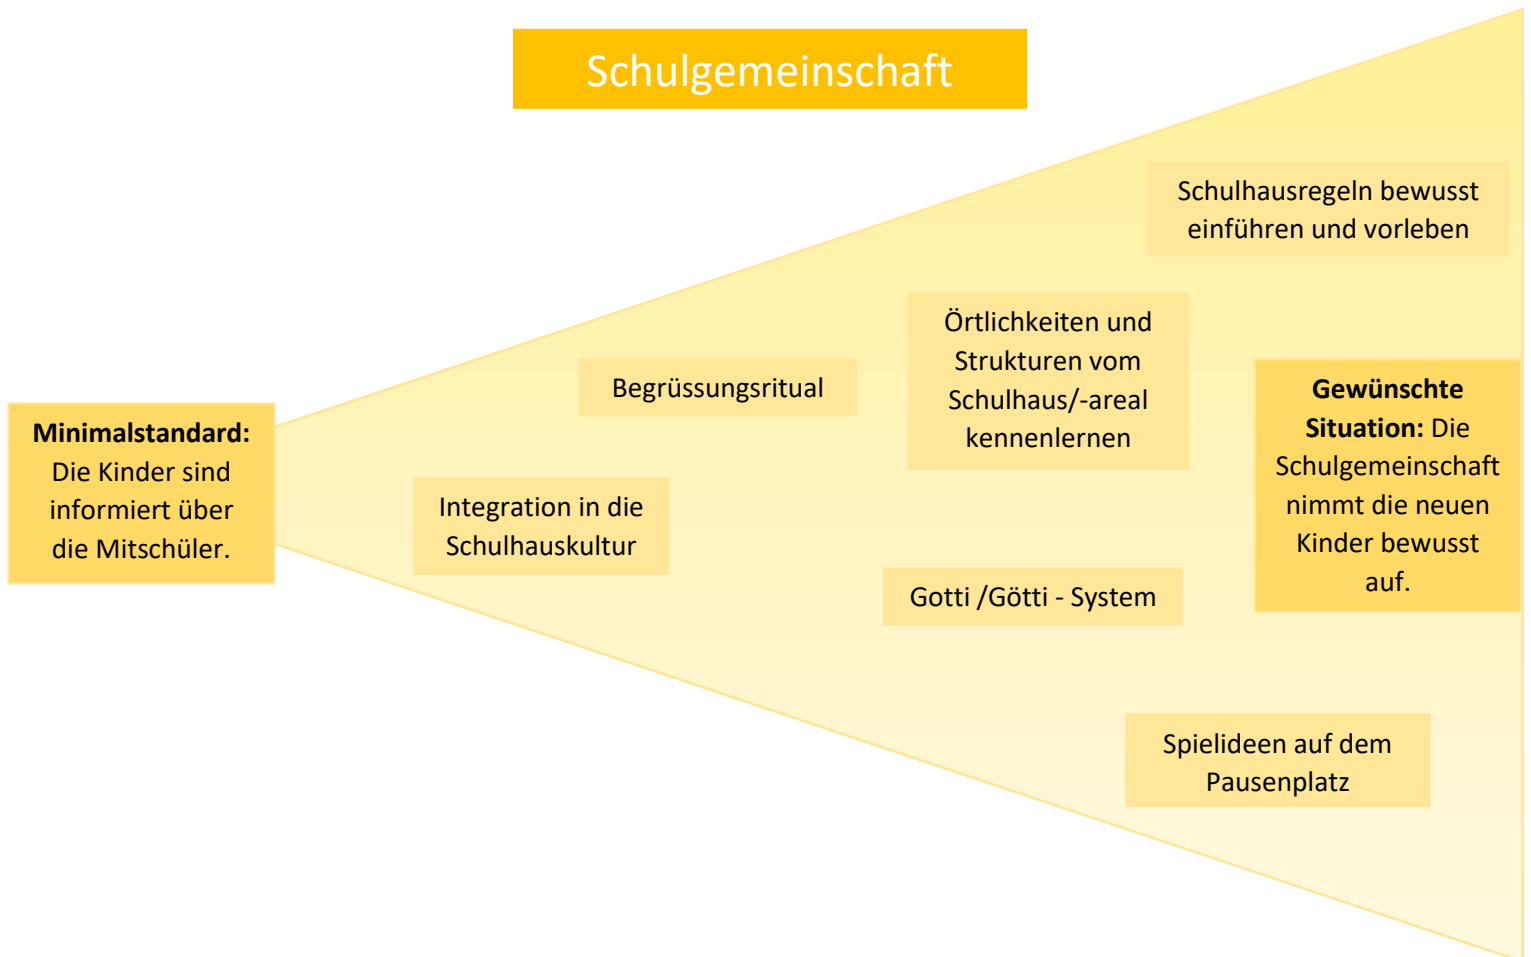 Schulgemeinschaft
Schulhausregeln bewusst
einführen und vorleben
Örtlichkeiten und
Strukturen vom
Schulhaus/-areal
kennenlernen
Begrüssungsritual
Gewünschte
Situation: Die
Schulgemeinschaft
nimmt die neuen
Kinder bewusst
auf.
Minimalstandard:
Die Kinder sind
informiert über
die Mitschüler.
Integration in die
Schulhauskultur
Gotti /Götti - System
Spielideen auf dem
Pausenplatz